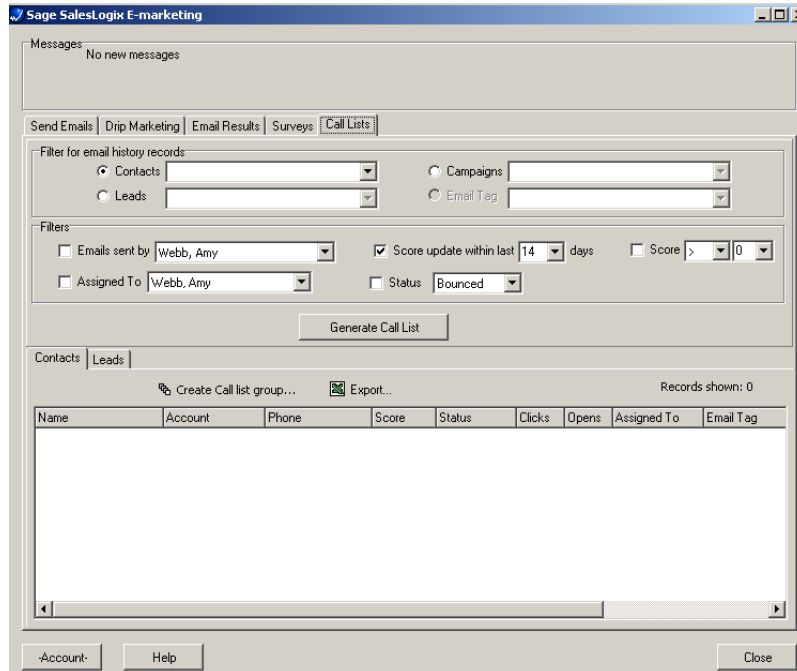 Sage SalesLogix E-marketing
Messages
No new messages
Send Emails Drip Marketing Email Results Surveys Call Lists
Filter for email history records
Contacts Campaigns
Leads Email Tag
Filters
Emails sent by Webb, Amy Score update within last 14 days Score > 0
Assigned To Webb, Amy Status Bounced
Generate Call List
Contacts Leads
Create Call list group... Export... Records shown: 0
Name Account Phone Score Status Clicks Opens Assigned To Email Tag
-Account- Help Close